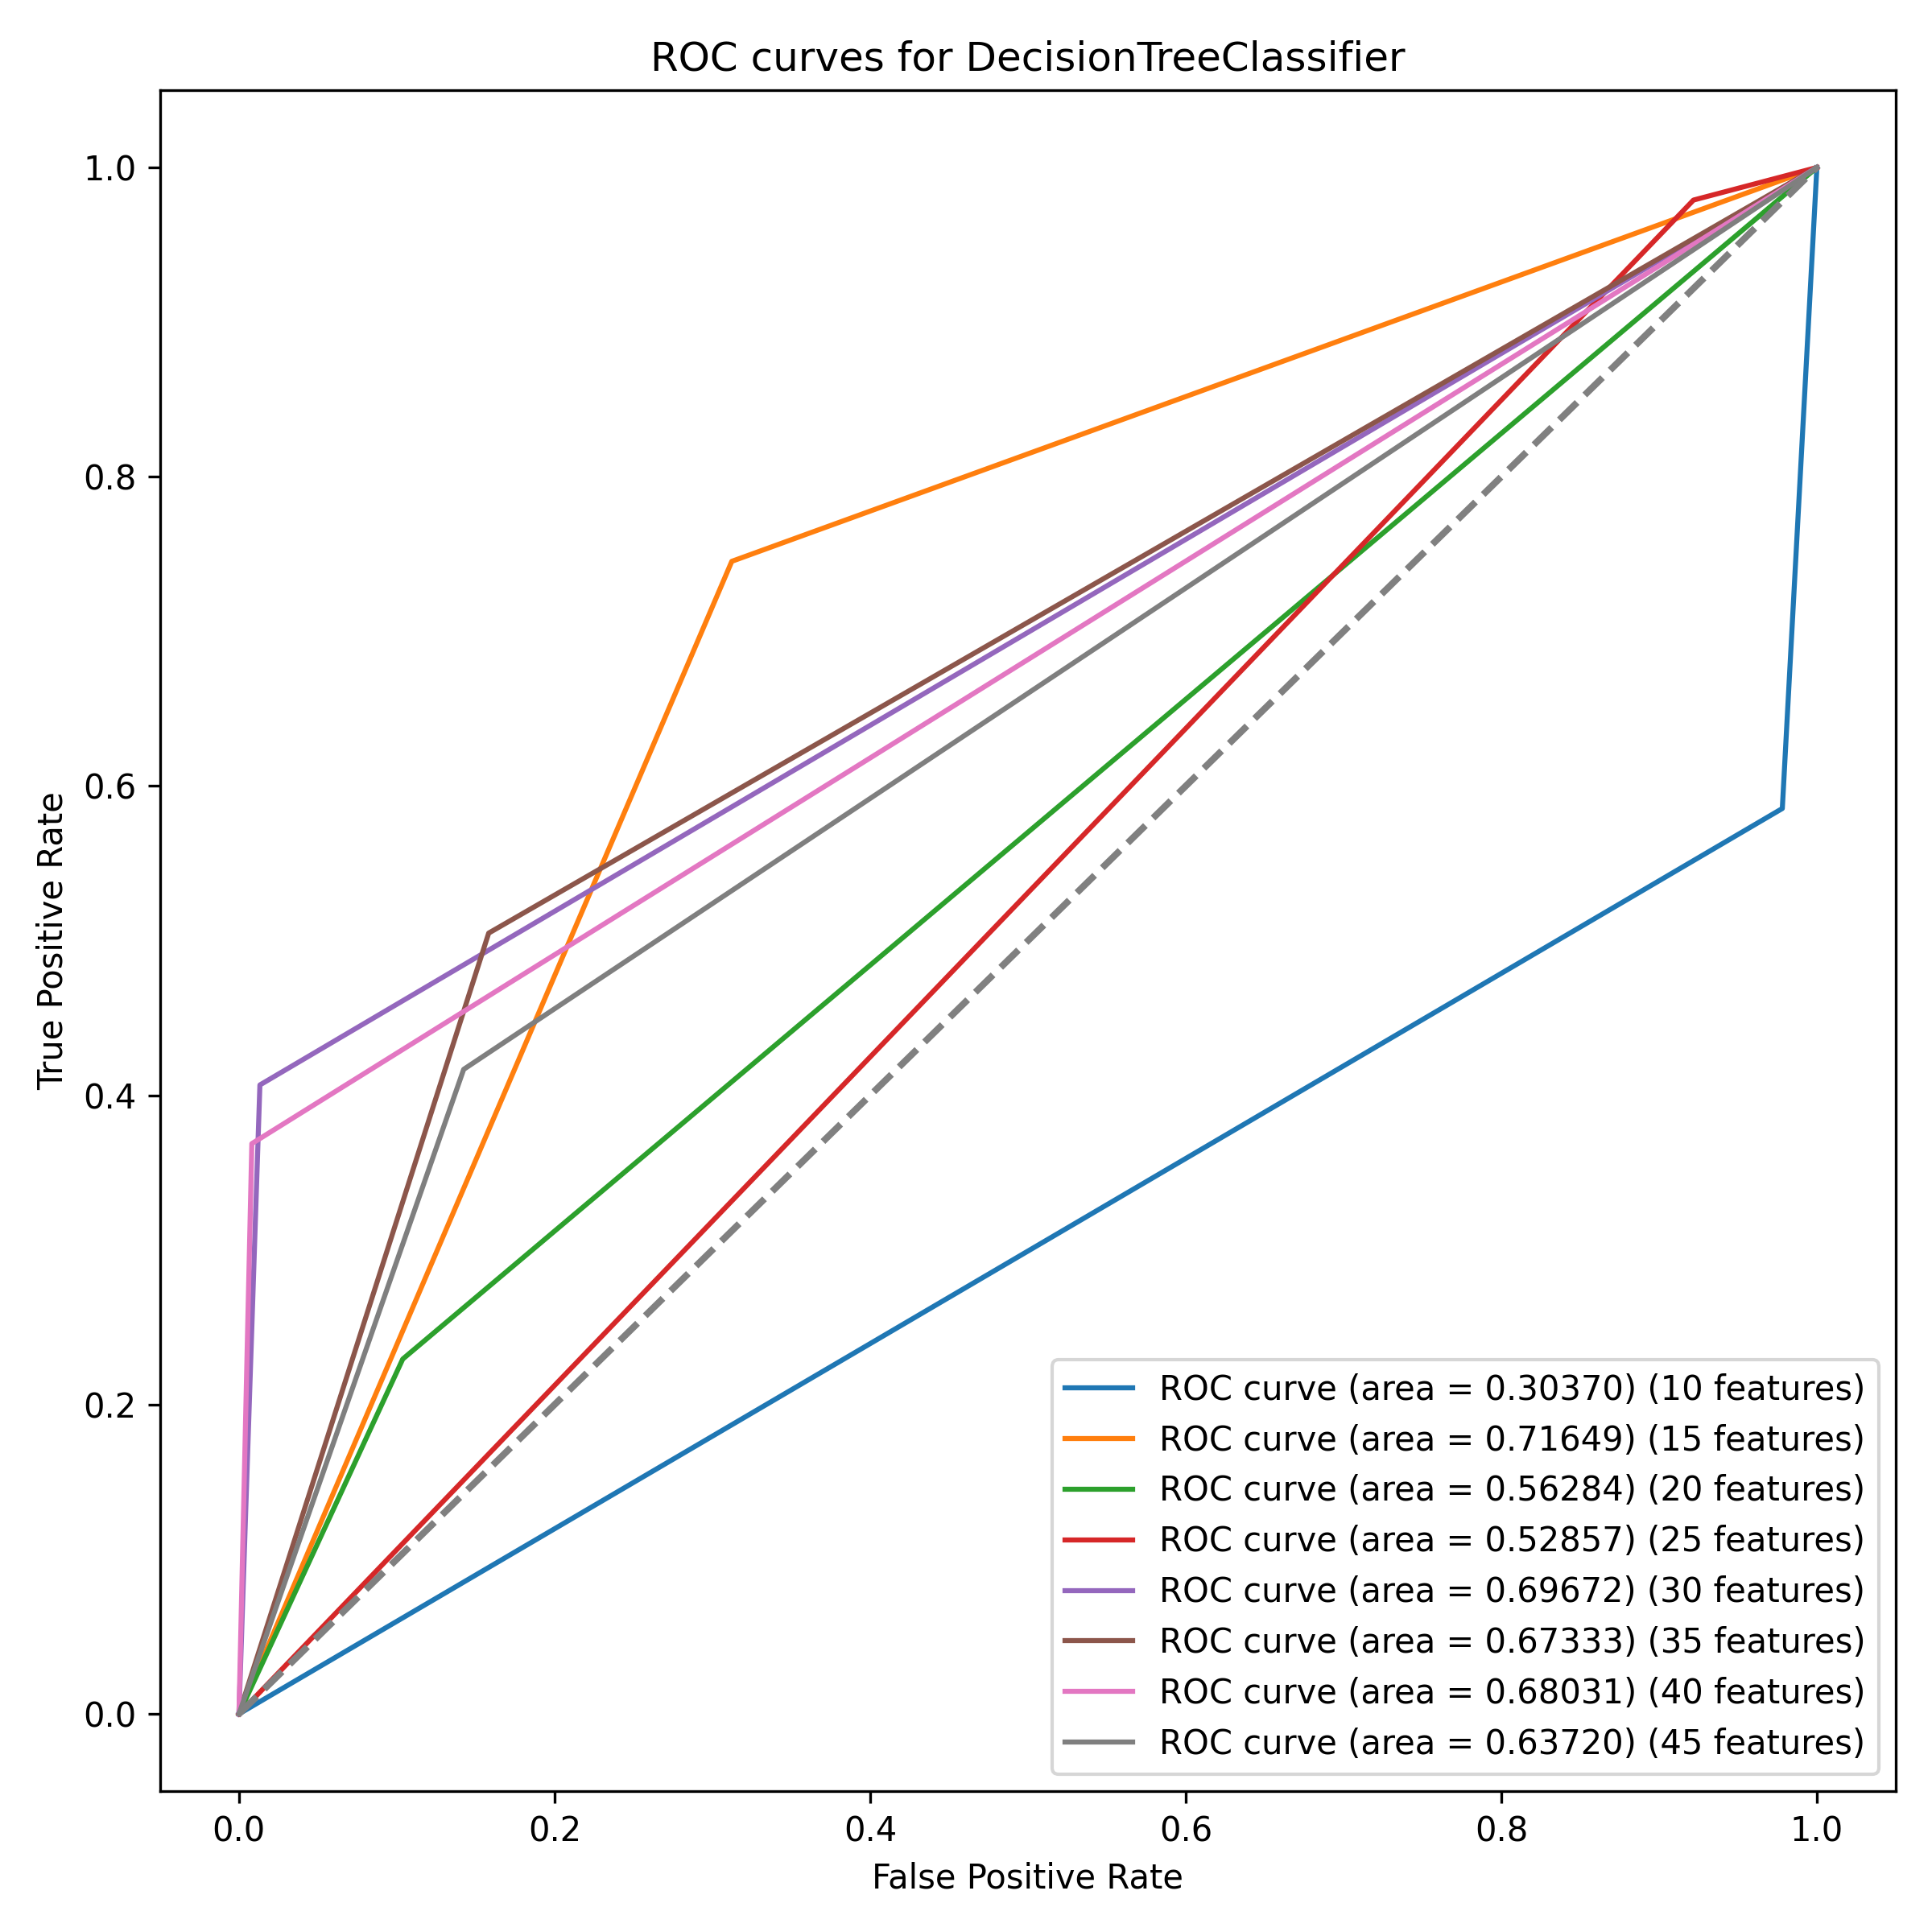 ROC curves for DecisionTreeClassifier
True Positive Rate
1.0
0.8
0.6
0.4
0.2
0.0
ROC curve (area = 0.30370) (10 features)
ROC curve (area = 0.71649) (15 features)
ROC curve (area = 0.56284) (20 features)
ROC curve (area = 0.52857) (25 features)
ROC curve (area = 0.69672) (30 features)
ROC curve (area = 0.67333) (35 features)
ROC curve (area = 0.68031) (40 features)
ROC curve (area = 0.63720) (45 features)
0.0 0.2 0.4 0.6 0.8 1.0
False Positive Rate